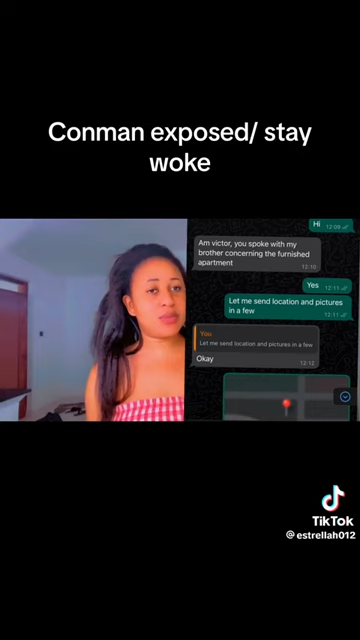 Conman exposed/ stay
woke
Hi
12:09
Am victor, you spoke with my
brother concerning the furnished
apartment
12:10
Yes
12:11
Let me send location and pictures
in a few
12:11
You
Let me send location and pictures in a few
Okay
12:12
TikTok
@estrellah012